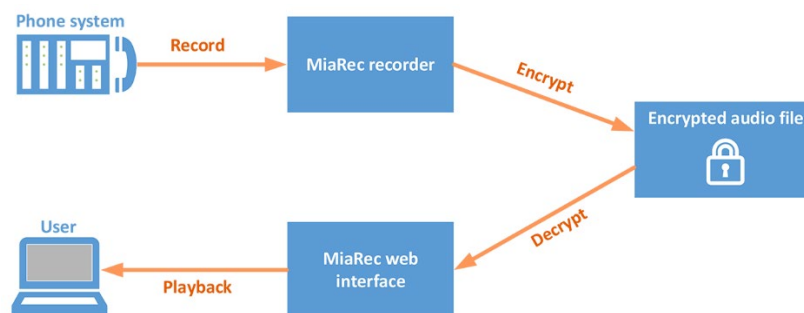 Phone system
Record
MiaRec recorder
Encrypt
Encrypted audio file
Decrypt
User
MiaRec web
interface
Playback